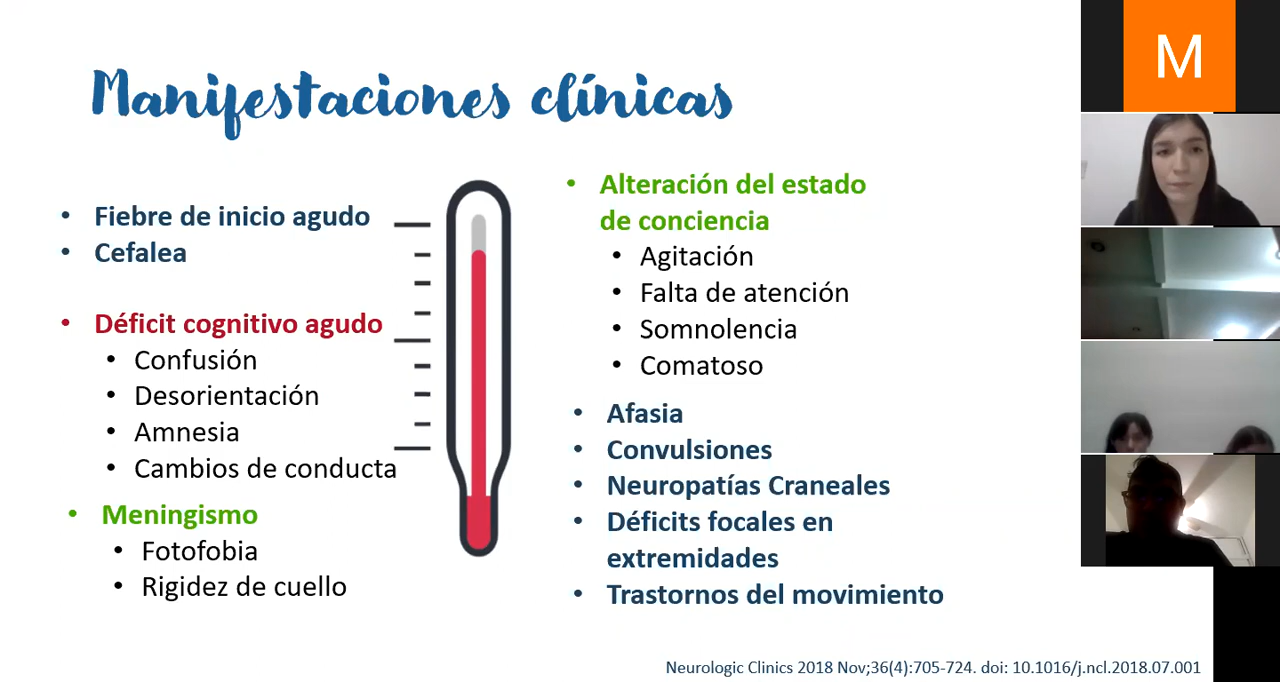 Manifestaciones clínicas
• Fiebre de inicio agudo
• Cefalea
• Déficit cognitivo agudo
• Confusión
• Desorientación
• Amnesia
• Cambios de conducta
• Meningismo
• Fotofobia
• Rigidez de cuello
• Alteración del estado
de conciencia
• Agitación
• Falta de atención
• Somnolencia
• Comatoso
• Afasia
• Convulsiones
• Neuropatías Craneales
• Déficits focales en
extremidades
• Trastornos del movimiento
Neurologic Clinics 2018 Nov;36(4):705-724. doi: 10.1016/j.ncl.2018.07.001
M